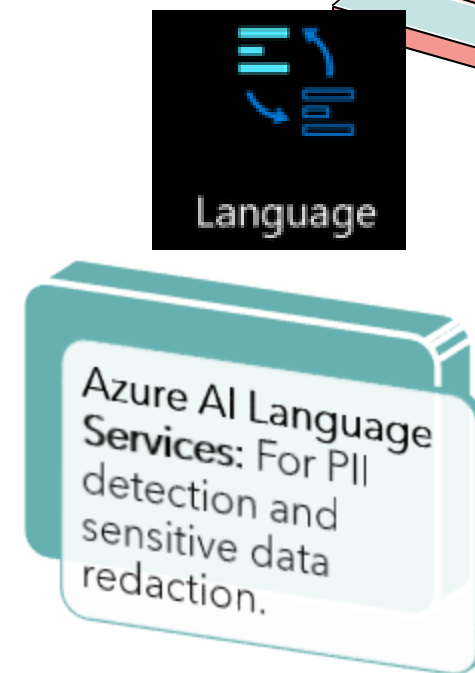 Language
Azure AI Language
Services: For PII
detection and
sensitive data
redaction.